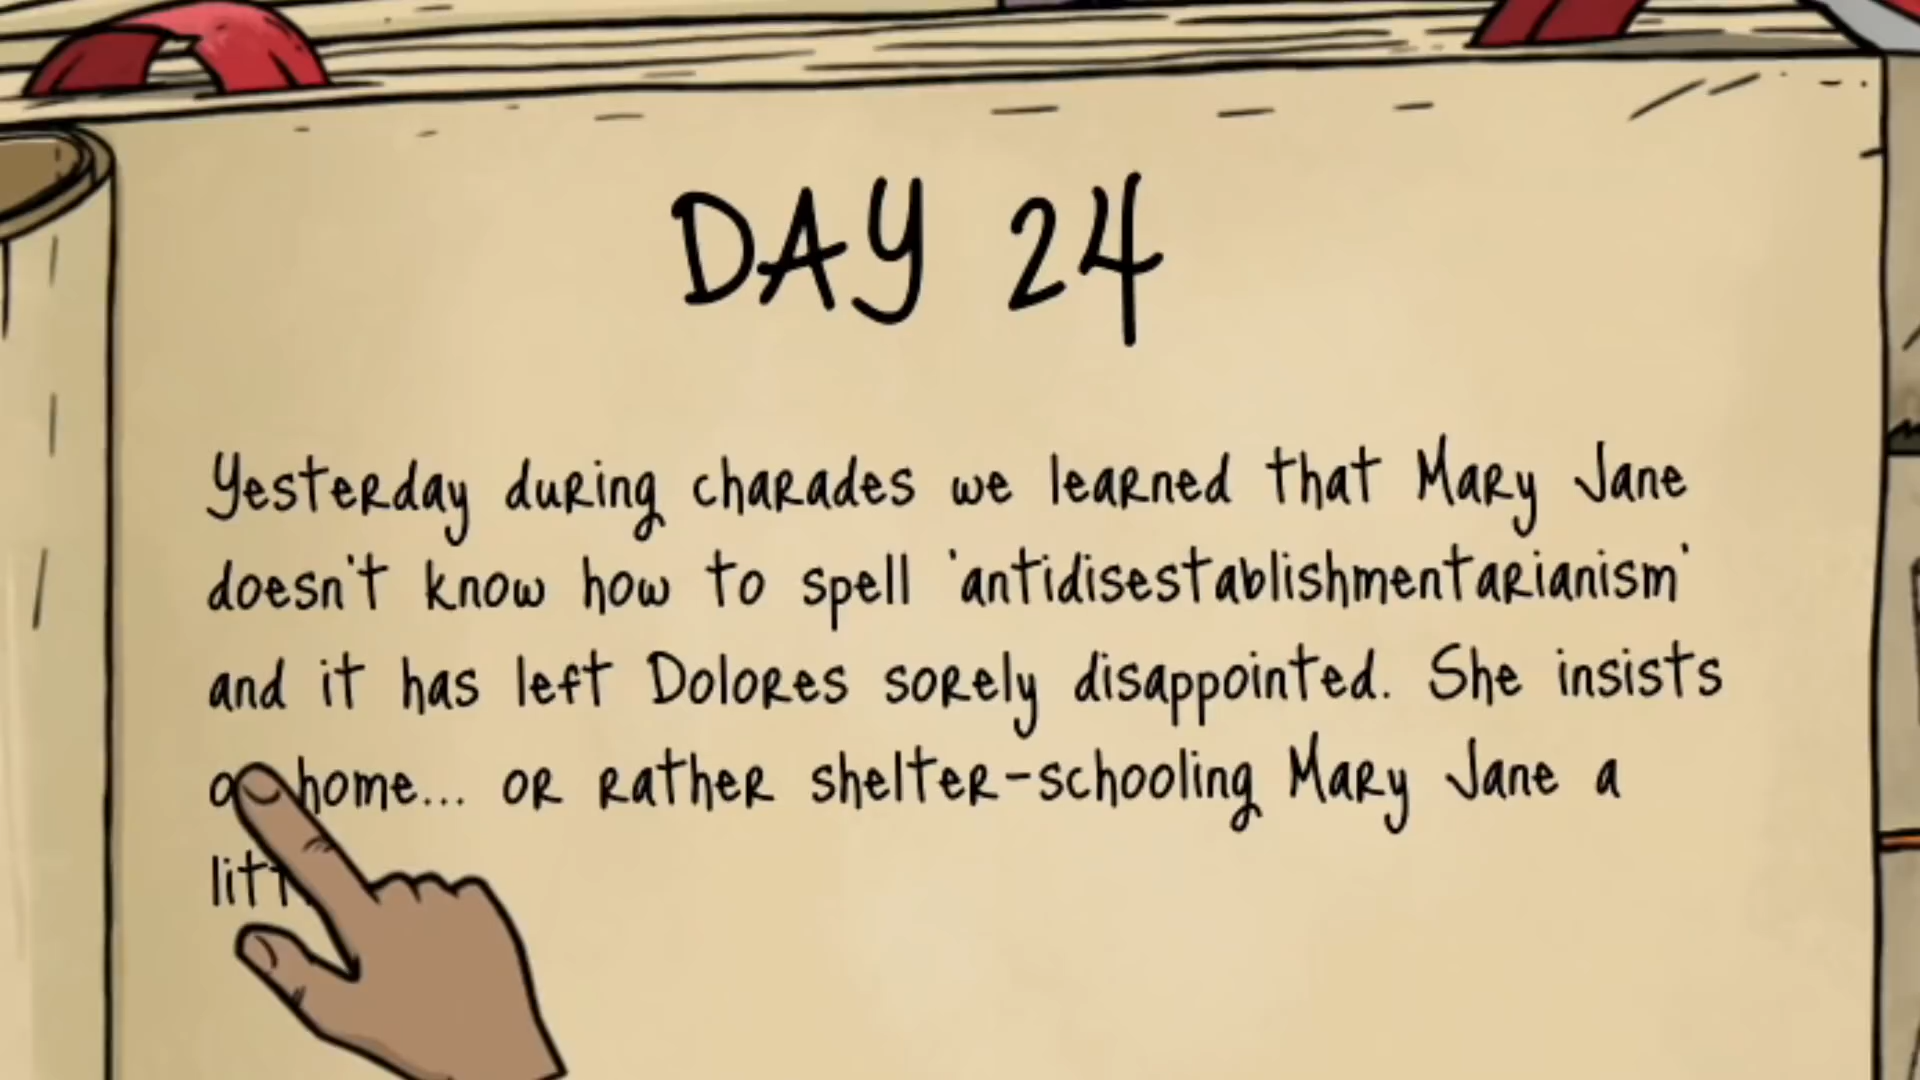 DAY 24
Yesterday during charades we learned that Mary Jane
doesn't know how to spell 'antidisestablishmentarianism'
and it has left Dolores sorely disappointed. She insists
home... or rather shelter-schooling Mary Jane a